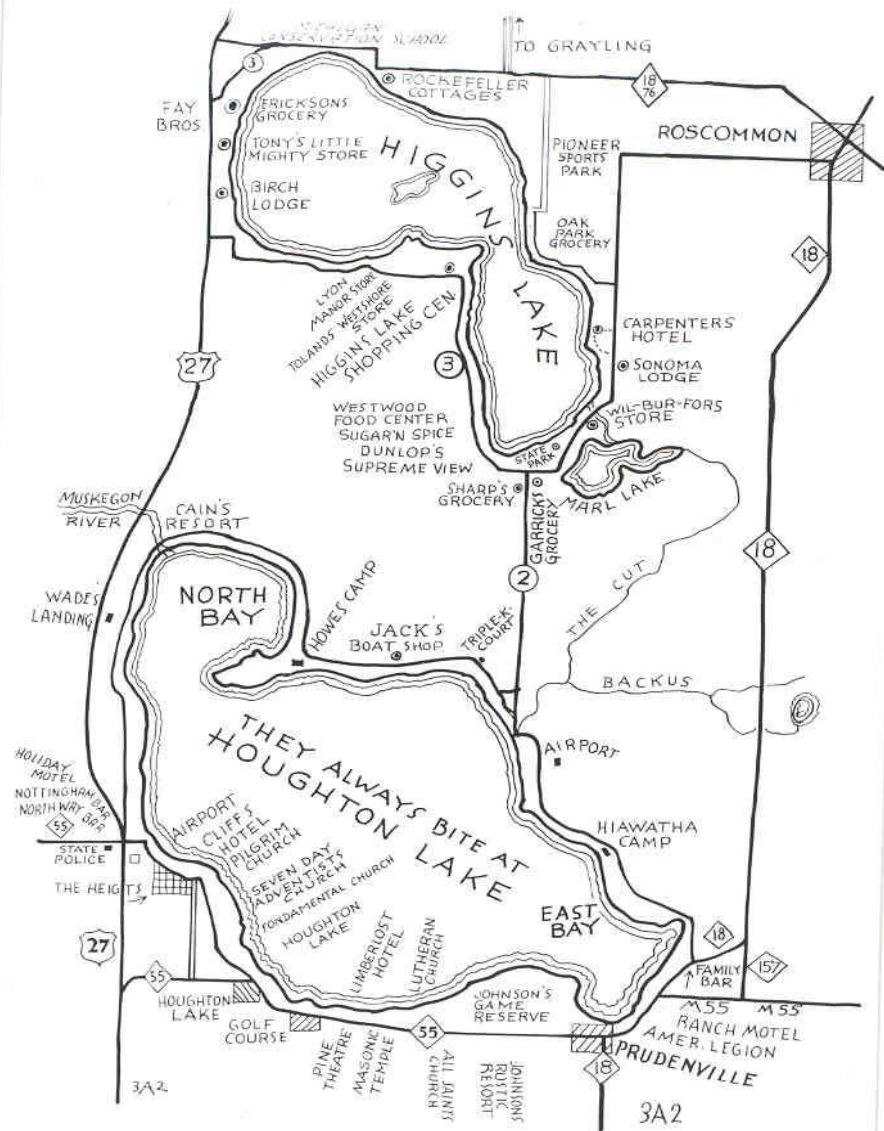 MICHIGAN
CONSERVATION SCHOOL
TO GRAYLING
3
ROCKEFELLER
COTTAGES
18
76
FAY
BROS.
ERICKSONS
GROCERY
TONY'S LITTLE
MIGHTY STORE
BIRCH
LODGE
HIGGINS
LAKE
PIONEER
SPORTS
PARK
ROSCOMMON
OAK
PARK
GROCERY
18
LYON
MANOR STORE
TOLANDS WESTSHORE
STORE
HIGGINS LAKE
SHOPPING CEN.
CARPENTERS
HOTEL
SONOMA
LODGE
27
3
WIL-BUR-FORS
STORE
WESTWOOD
FOOD CENTER
SUGAR'N SPICE
DUNLOP'S
SUPREME VIEW
STATE
PARK
MARL LAKE
SHARP'S
GROCERY
GARRICKS
GROCERY
MUSKEGON
RIVER
CAIN'S
RESORT
18
2
WADE'S
LANDING
NORTH
BAY
HOWES CAMP
JACK'S
BOAT SHOP
TRIPLE-K-
COURT
THE CUT
BACKUS
THEY ALWAYS BITE AT
HOUGHTON
LAKE
AIRPORT
HOLIDAY
MOTEL
NOTTINGHAM BAR
NORTHWAY BAR
55
STATE
POLICE
THE HEIGTS
AIRPORT
CLIFFS
HOTEL
PILGRIM
CHURCH
SEVEN DAY
ADVENTISTS
CHURCH
FONDAMENTAL CHURCH
HOUGHTON
LAKE
LIMBERLOST
HOTEL
LUTHERAN
CHURCH
HIAWATHA
CAMP
EAST
BAY
18
27
55
FAMILY
BAR
157
HOUGHTON
LAKE
GOLF
COURSE
JOHNSON'S
GAME
RESERVE
M55 M55
RANCH MOTEL
AMER. LEGION
PRUDENVILLE
55
PINE
THEATRE
MASONIC
TEMPLE
ALL SAINTS
CHURCH
JOHNSONS
RUSTIC
RESORT
18
3A2
3A2